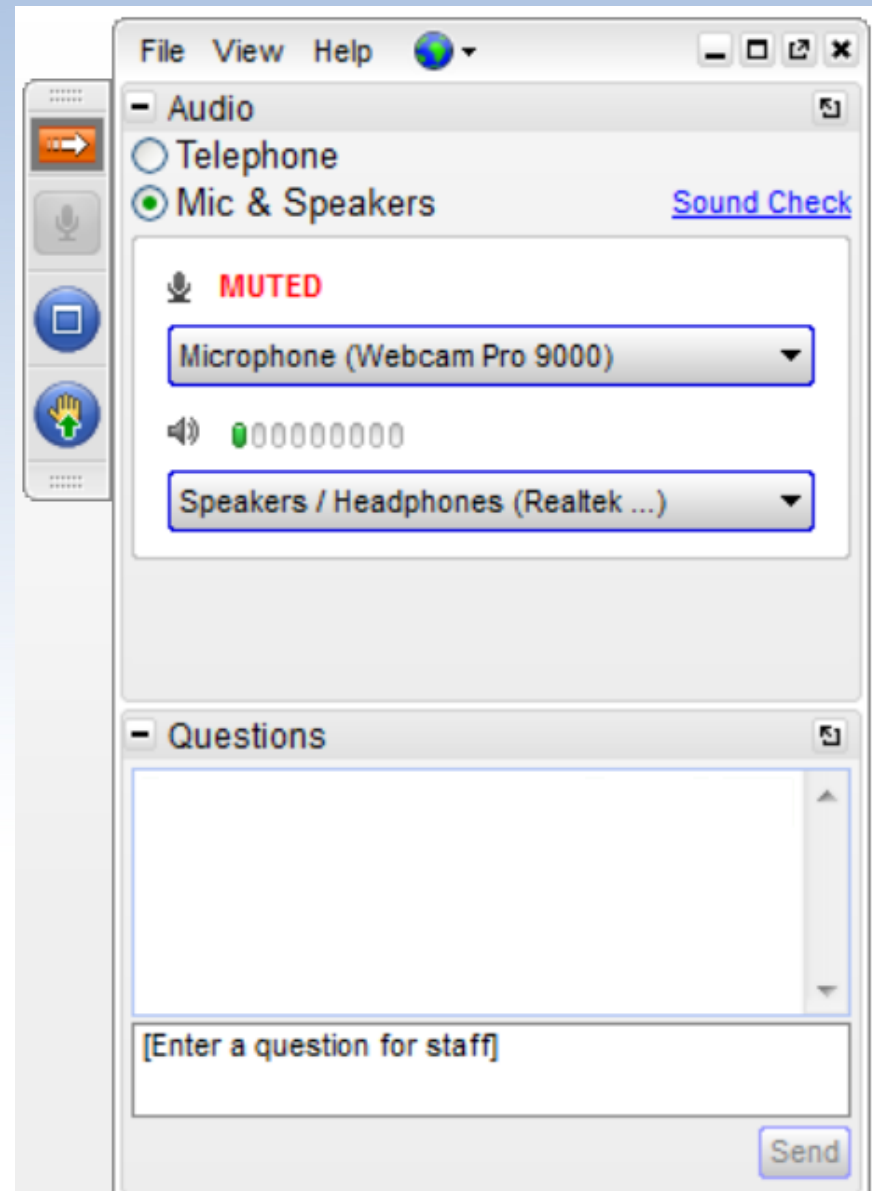 File View Help
Audio
Telephone
Mic & Speakers Sound Check
MUTED
Microphone (Webcam Pro 9000)
Speakers / Headphones (Realtek ...)
Questions
[Enter a question for staff]
Send